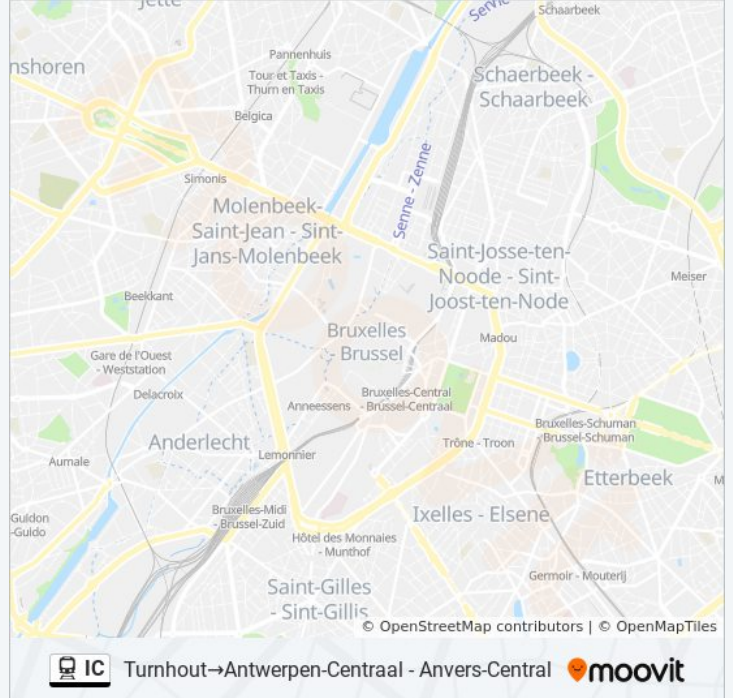 Jette
Senne
Schaarbeek
Pannenhuis
nshoren
Tour et Taxis -
Thurn en Taxis
Schaerbeek -
Schaarbeek
Belgica
Senne - Zenne
Simonis
Molenbeek-
Saint-Jean - Sint-
Jans-Molenbeek
Saint-Josse-ten-
Noode - Sint-
Joost-ten-Node
Meiser
Beekkant
Bruxelles
- Brussel
Madou
Gare de l'Ouest
- Weststation
Delacroix
Bruxelles-Central
- Brussel-Centraal
Anneessens
Bruxelles-Schuman
- Brussel-Schuman
Anderlecht
Trône - Troon
Lemonnier
Aumale
Etterbeek
M
Bruxelles-Midi
- Brussel-Zuid
Ixelles - Elsene
Guidon
-Guido
Hôtel des Monnaies
- Munthof
Germoir - Mouterij
Saint-Gilles
- Sint-Gillis
© OpenStreetMap contributors | © OpenMapTiles
IC Turnhout→Antwerpen-Centraal - Anvers-Central moovit